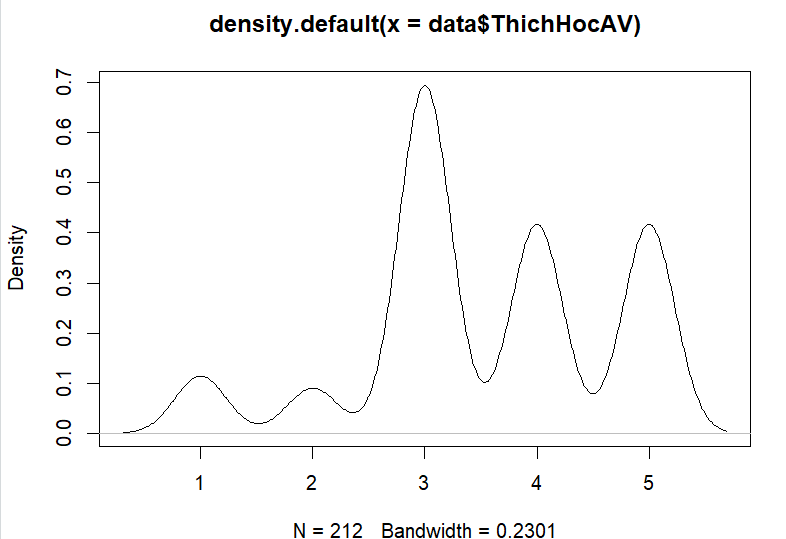 density.default(x = data$ThichHocAV)
Density
0.7
0.6
0.5
0.4
0.3
0.2
0.1
0.0
1 2 3 4 5
N = 212 Bandwidth = 0.2301